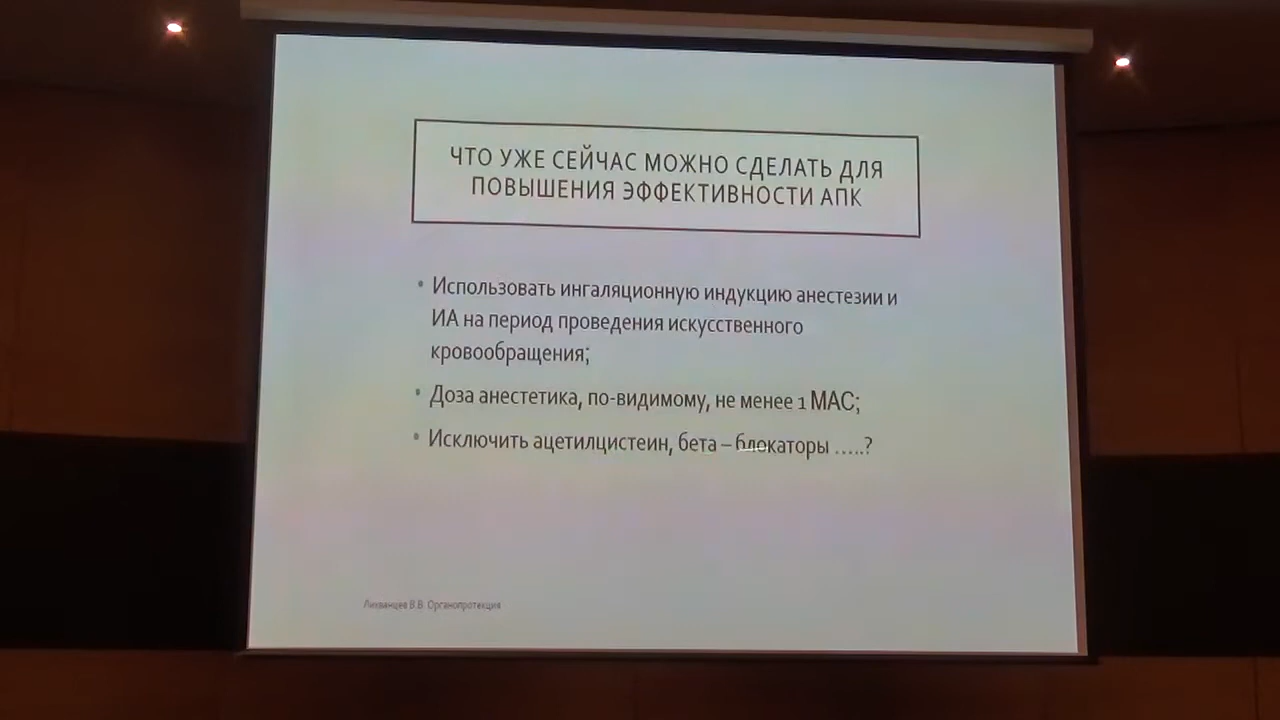 ЧТО УЖЕ СЕЙЧАС МОЖНО СДЕЛАТЬ ДЛЯ
ПОВЫШЕНИЯ ЭФФЕКТИВНОСТИ АПК
• Использовать ингаляционную индукцию анестезии и
ИА на период проведения искусственного
кровообращения;
• Доза анестетика, по-видимому, не менее 1 МАС;
• Исключить ацетилцистеин, бета – блокаторы …..?
Лихванцев В.В. Органопротекция